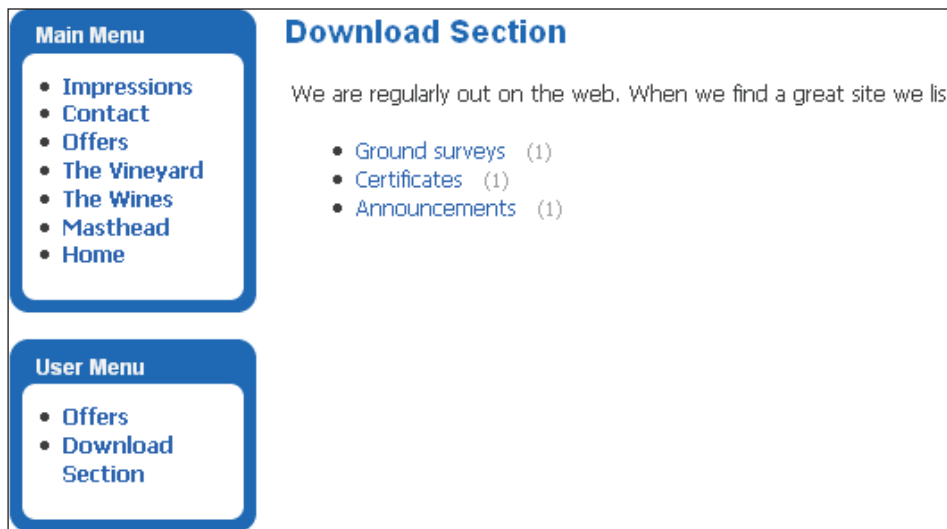 Main Menu
Impressions
Contact
Offers
The Vineyard
The Wines
Masthead
Home
User Menu
Offers
Download
Section
Download Section
We are regularly out on the web. When we find a great site we lis
Ground surveys (1)
Certificates (1)
Announcements (1)